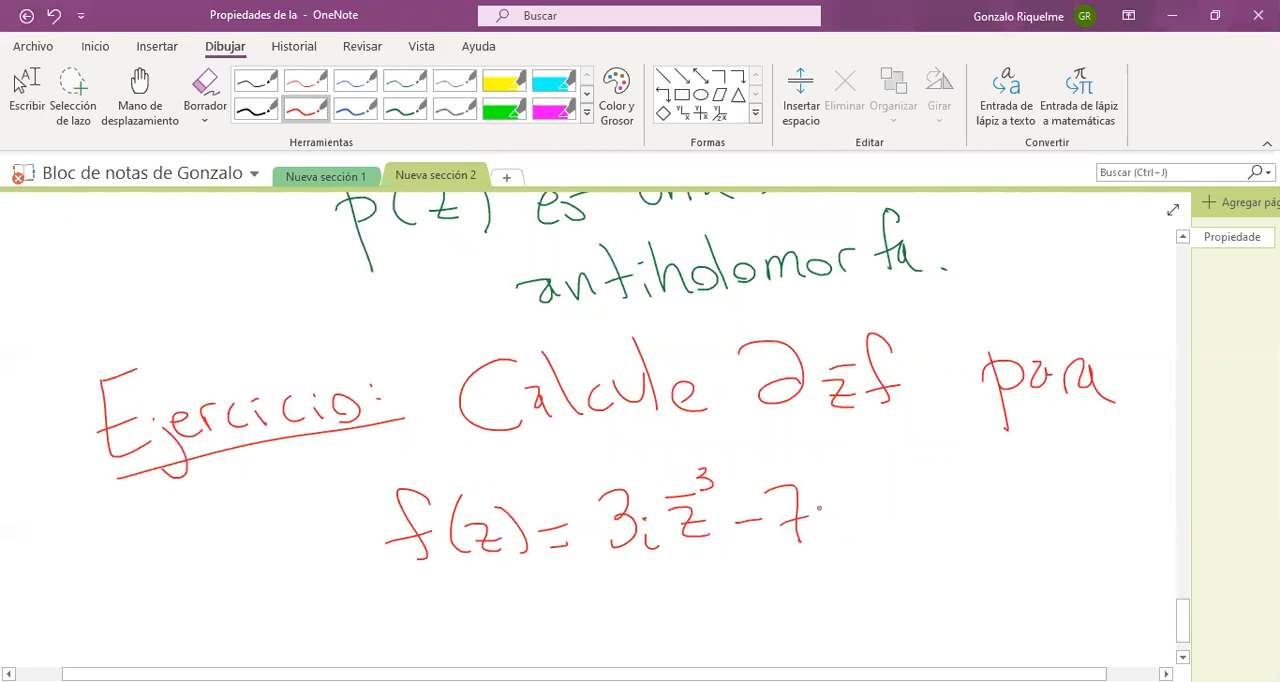 Propiedades de la - OneNote
Buscar
Gonzalo Riquelme
GR
Archivo Inicio Insertar Dibujar Historial Revisar Vista Ayuda
Escribir
Selección de lazo
Mano de desplazamiento
Borrador
Color y Grosor
Insertar espacio
Eliminar
Organizar
Girar
Entrada de lápiz a texto
Entrada de lápiz a matemáticas
Herramientas
Formas
Editar
Convertir
Bloc de notas de Gonzalo
Nueva sección 1
Nueva sección 2
Buscar (Ctrl+J)
Agregar pág
Propiedade
p(z) es una
antiholomorfa.
Ejercicio: Calcule ∂z̄f para
f(z) = 3i z̄³ - 7